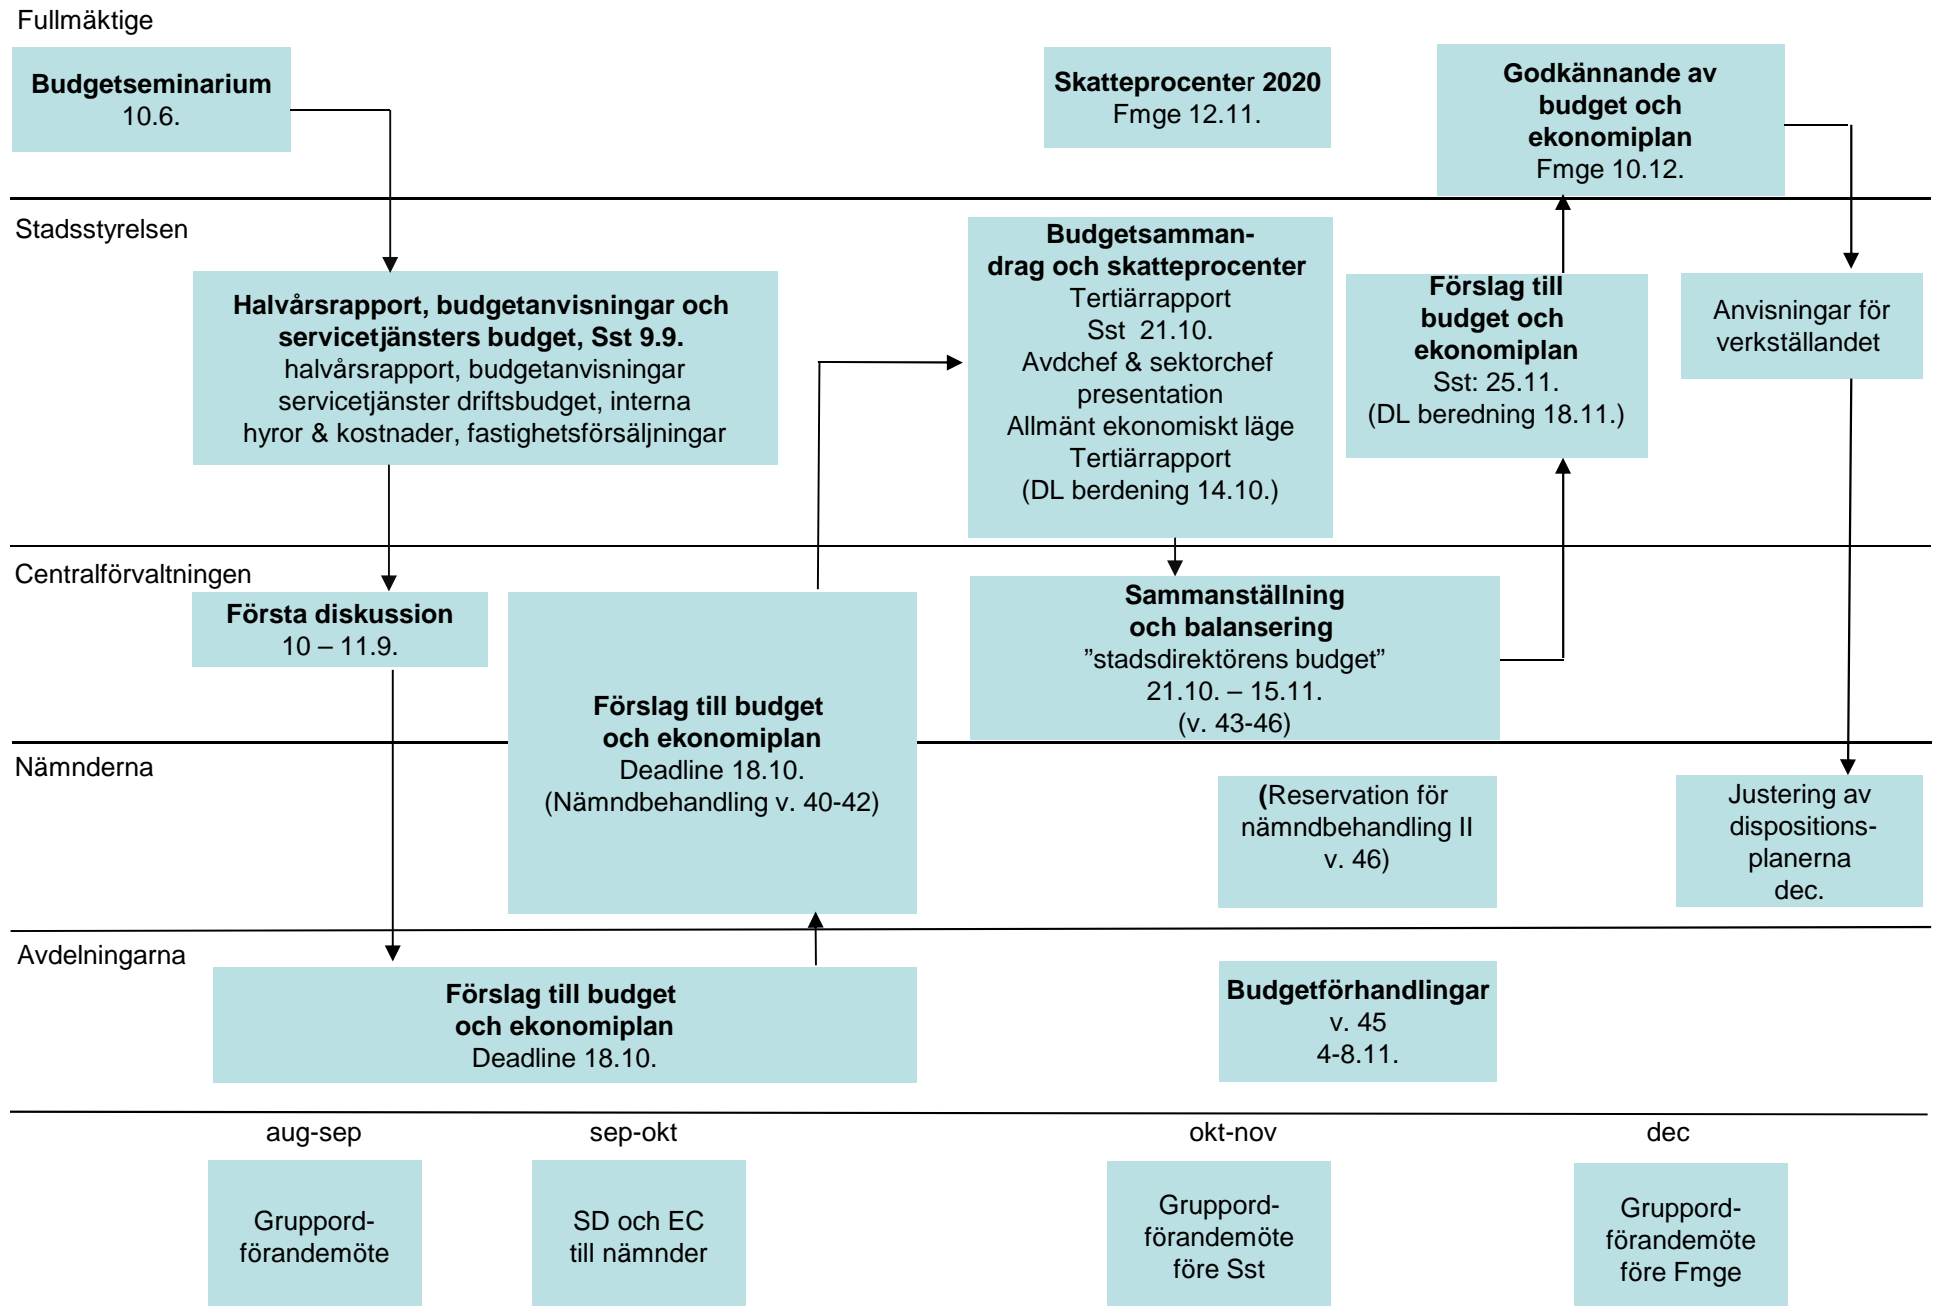 Fullmäktige
Budgetseminarium
10.6.
Skatteprocenter 2020
Fmge 12.11.
Godkännande av
budget och
ekonomiplan
Fmge 10.12.
Stadsstyrelsen
Halvårsrapport, budgetanvisningar och
servicetjänsters budget, Sst 9.9.
halvårsrapport, budgetanvisningar
servicetjänster driftsbudget, interna
hyror & kostnader, fastighetsförsäljningar
Budgetsamman-
drag och skatteprocenter
Tertiärrapport
Sst 21.10.
Avdchef & sektorchef
presentation
Allmänt ekonomiskt läge
Tertiärrapport
(DL berdening 14.10.)
Förslag till
budget och
ekonomiplan
Sst: 25.11.
(DL beredning 18.11.)
Anvisningar för
verkställandet
Centralförvaltningen
Första diskussion
10 – 11.9.
Förslag till budget
och ekonomiplan
Deadline 18.10.
(Nämndbehandling v. 40-42)
Sammanställning
och balansering
”stadsdirektörens budget”
21.10. – 15.11.
(v. 43-46)
Nämnderna
(Reservation för
nämndbehandling II
v. 46)
Justering av
dispositions-
planerna
dec.
Avdelningarna
Förslag till budget
och ekonomiplan
Deadline 18.10.
Budgetförhandlingar
v. 45
4-8.11.
aug-sep
sep-okt
okt-nov
dec
Gruppord-
förandemöte
SD och EC
till nämnder
Gruppord-
förandemöte
före Sst
Gruppord-
förandemöte
före Fmge